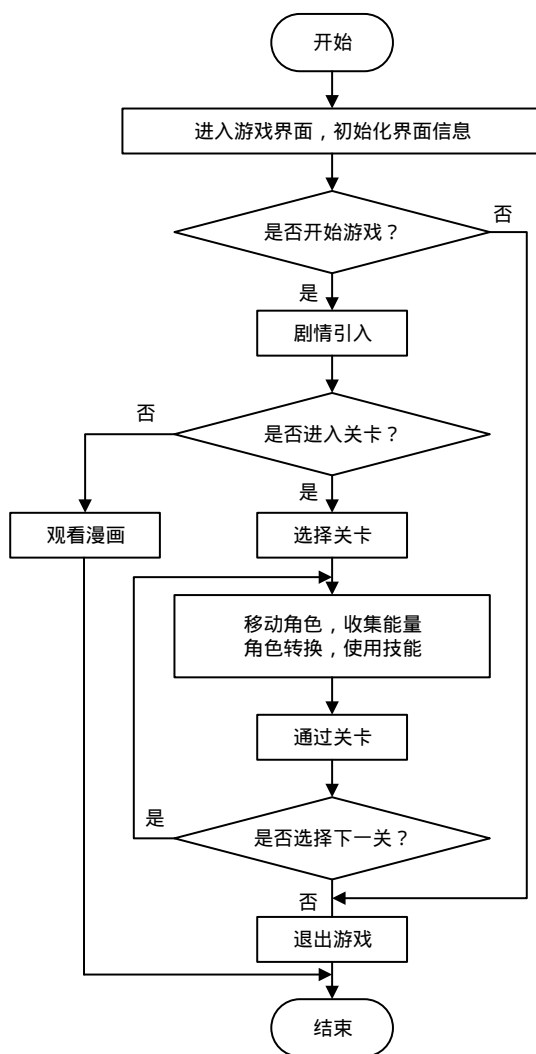 开始
进入游戏界面，初始化界面信息
是否开始游戏？
否
是
剧情引入
否
是否进入关卡？
是
观看漫画
选择关卡
移动角色，收集能量
角色转换，使用技能
通过关卡
是
是否选择下一关？
否
退出游戏
结束